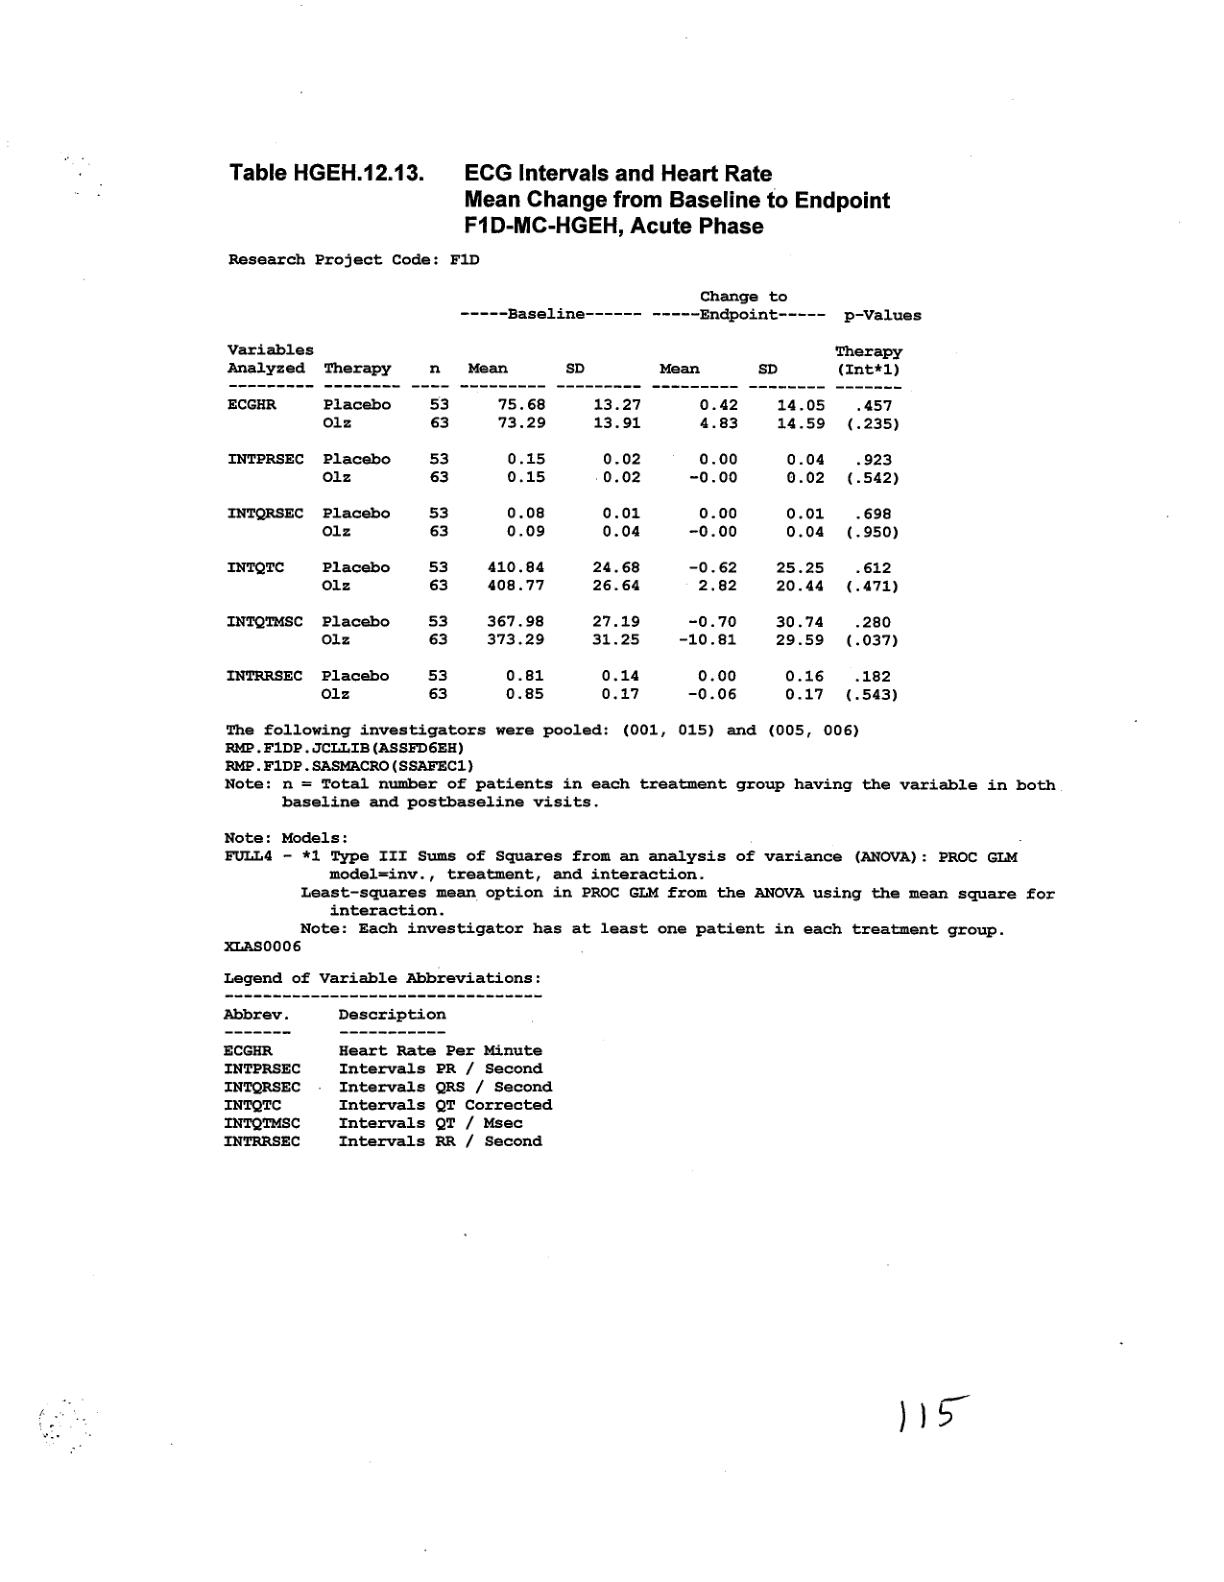 Table HGEH.12.13. ECG Intervals and Heart Rate
Mean Change from Baseline to Endpoint
F1D-MC-HGEH, Acute Phase
Research Project Code: F1D
Change to
-----Baseline------ -----Endpoint----- p-Values
Variables Therapy
Analyzed Therapy n Mean SD Mean SD (Int*1)
--------- -------- ---- --------- --------- --------- -------- -------
ECGHR Placebo 53 75.68 13.27 0.42 14.05 .457
Olz 63 73.29 13.91 4.83 14.59 (.235)
INTPRSEC Placebo 53 0.15 0.02 0.00 0.04 .923
Olz 63 0.15 0.02 -0.00 0.02 (.542)
INTQRSEC Placebo 53 0.08 0.01 0.00 0.01 .698
Olz 63 0.09 0.04 -0.00 0.04 (.950)
INTQTC Placebo 53 410.84 24.68 -0.62 25.25 .612
Olz 63 408.77 26.64 2.82 20.44 (.471)
INTQTMSC Placebo 53 367.98 27.19 -0.70 30.74 .280
Olz 63 373.29 31.25 -10.81 29.59 (.037)
INTRRSEC Placebo 53 0.81 0.14 0.00 0.16 .182
Olz 63 0.85 0.17 -0.06 0.17 (.543)
The following investigators were pooled: (001, 015) and (005, 006)
RMP.F1DP.JCLLIB(ASSFD6EH)
RMP.F1DP.SASMACRO(SSAFEC1)
Note: n = Total number of patients in each treatment group having the variable in both
baseline and postbaseline visits.
Note: Models:
FULL4 - *1 Type III Sums of Squares from an analysis of variance (ANOVA): PROC GLM
model=inv., treatment, and interaction.
Least-squares mean option in PROC GLM from the ANOVA using the mean square for
interaction.
Note: Each investigator has at least one patient in each treatment group.
XLAS0006
Legend of Variable Abbreviations:
---------------------------------
Abbrev. Description
------- -----------
ECGHR Heart Rate Per Minute
INTPRSEC Intervals PR / Second
INTQRSEC Intervals QRS / Second
INTQTC Intervals QT Corrected
INTQTMSC Intervals QT / Msec
INTRRSEC Intervals RR / Second
115